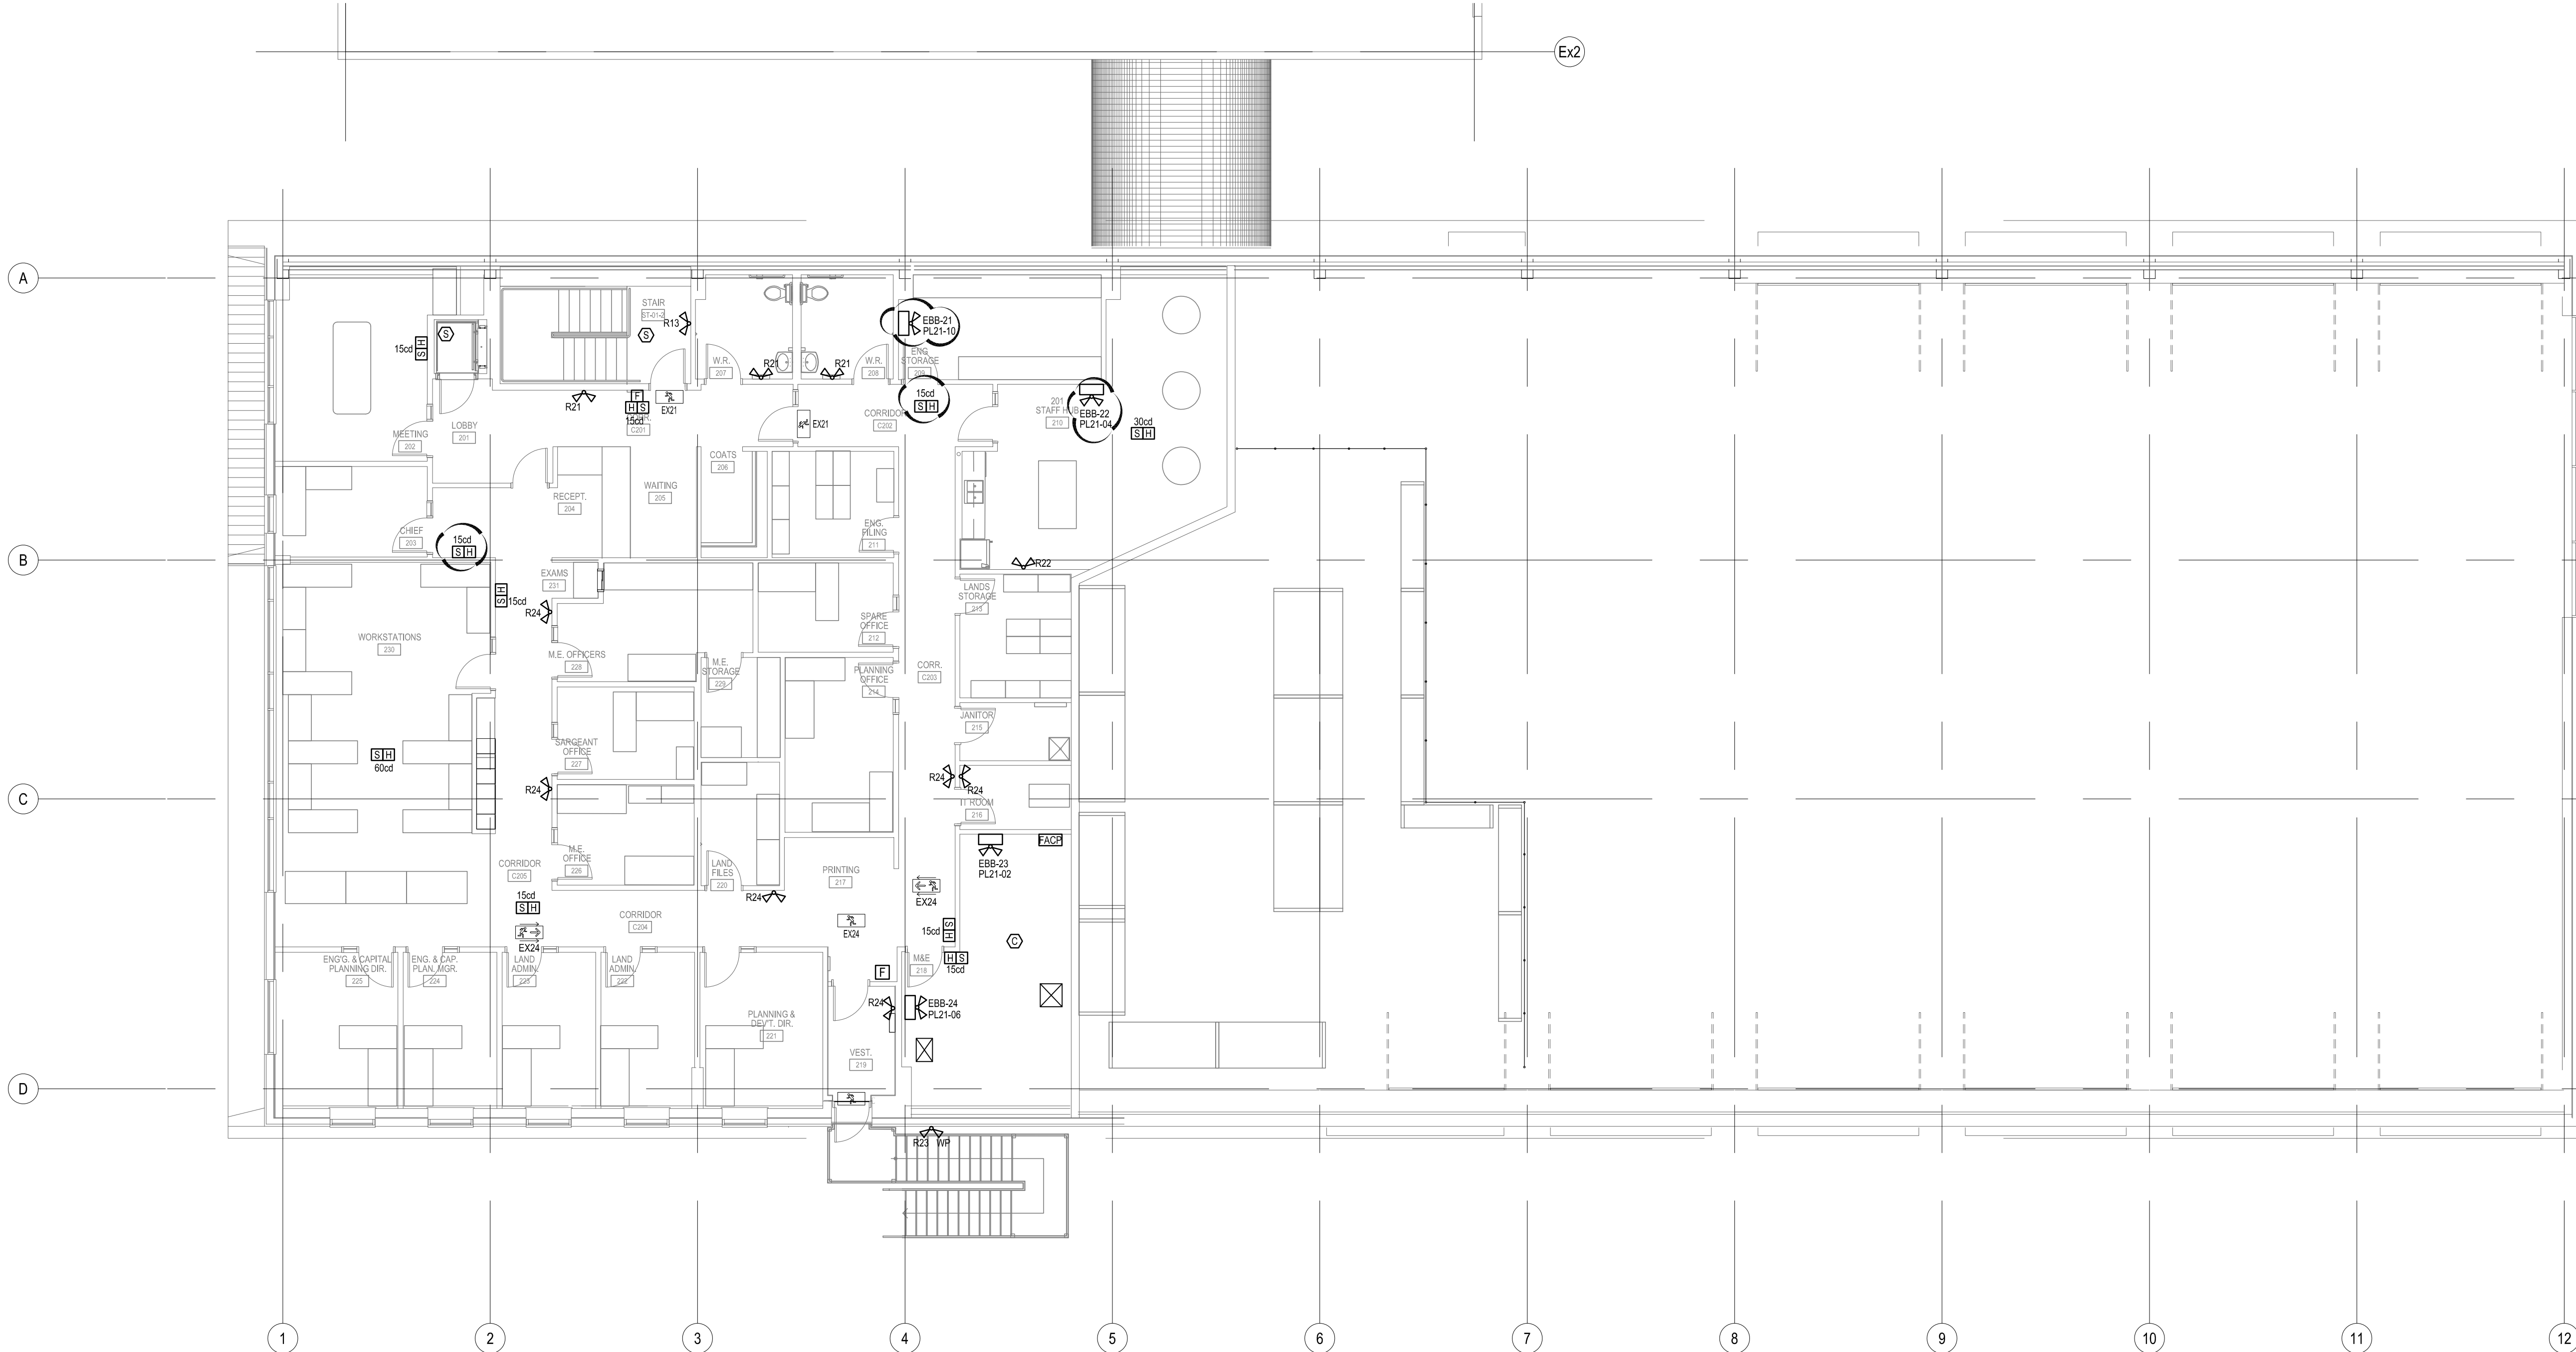 Ex2
A
STAIR
ST-01-2
R13
S
S
S H
15cd
EBB-21
PL21-10
ENG
STORAGE
209
W.R.
207
R21
R21
W.R.
208
R21
F
H S
15cd
C201
EX21
EX21
CORRIDOR
C202
15cd
S H
201
STAFF HUB
210
EBB-22
PL21-04
30cd
S H
MEETING
202
LOBBY
201
COATS
206
RECEPT.
204
WAITING
205
CHIEF
203
15cd
S H
ENG.
FILING
211
B
R22
EXAMS
231
S H
15cd
R24
LANDS
STORAGE
213
SPARE
OFFICE
212
WORKSTATIONS
230
M.E. OFFICERS
228
M.E.
STORAGE
229
PLANNING
OFFICE
214
CORR.
C203
JANITOR
215
SARGEANT
OFFICE
227
S H
60cd
R24
R24
R24
C
IT ROOM
216
FACP
EBB-23
PL21-02
M.E.
OFFICE
226
CORRIDOR
C205
LAND
FILES
220
PRINTING
217
R24
EX24
15cd
S H
EX24
CORRIDOR
C204
EX24
15cd
S H
C
ENG'G. & CAPITAL
PLANNING DIR.
225
ENG. & CAP.
PLAN. MGR.
224
LAND
ADMIN.
223
LAND
ADMIN.
222
F
M&E
218
H S
15cd
R24
EBB-24
PL21-06
PLANNING &
DEV'T. DIR.
221
VEST.
219
D
R23 WP
1
2
3
4
5
6
7
8
9
10
11
12